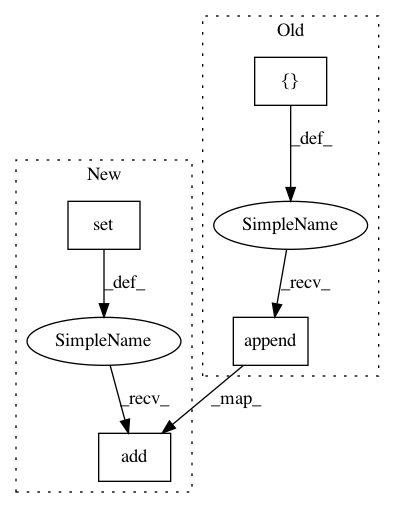 Old
{}
_def_
New
SimpleName
set
_def_
_recv_
SimpleName
append
_recv_
_map_
add